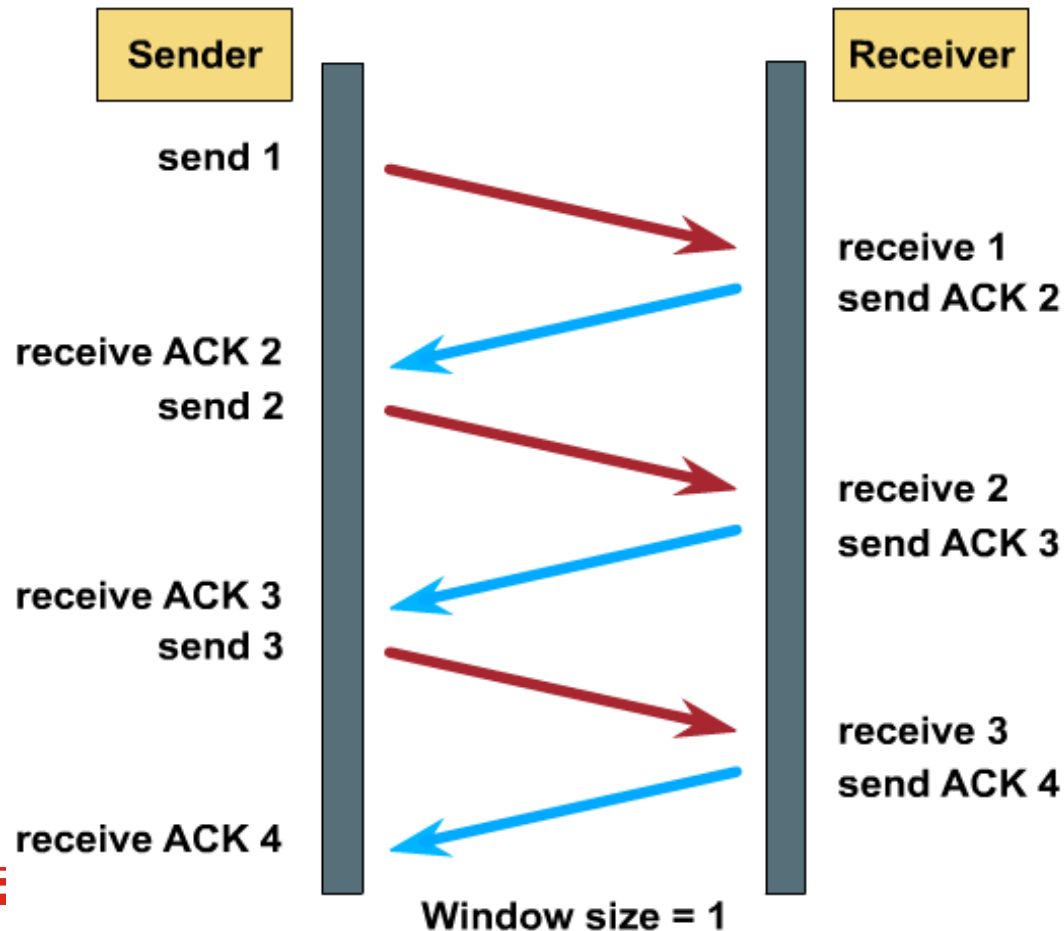 Sender
Receiver
send 1
receive 1
send ACK 2
receive ACK 2
send 2
receive 2
send ACK 3
receive ACK 3
send 3
receive 3
send ACK 4
receive ACK 4
Window size = 1